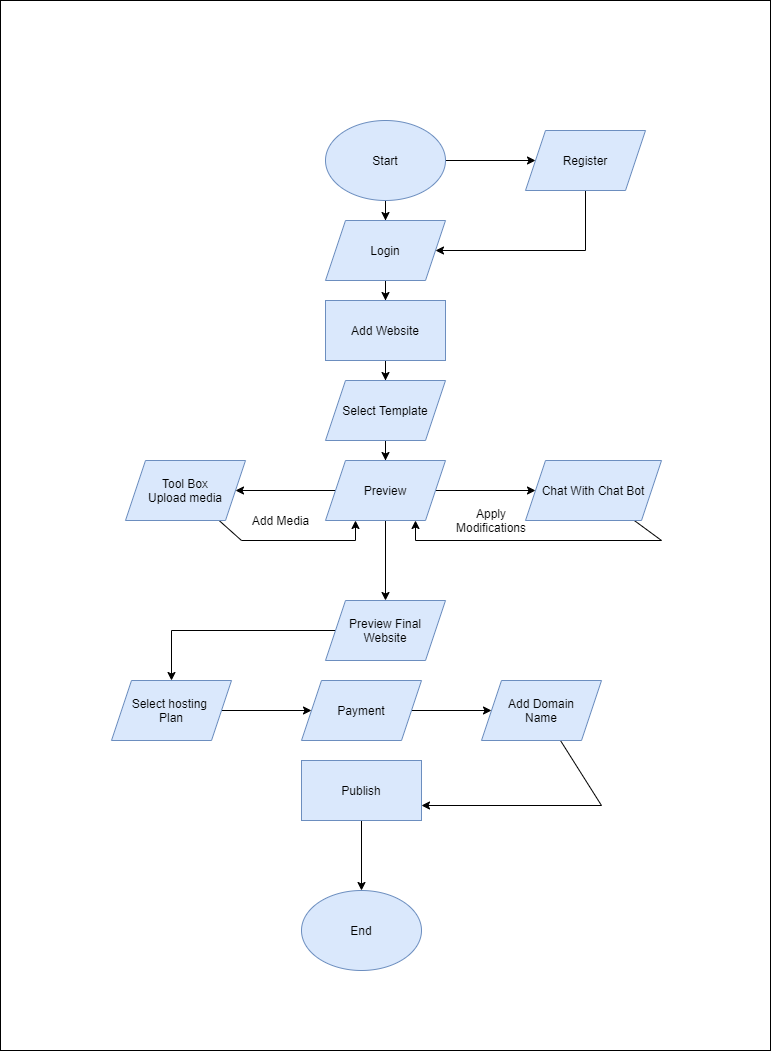 Start
Register
Login
Add Website
Select Template
Tool Box
Upload media
Preview
Chat With Chat Bot
Add Media
Apply
Modifications
Preview Final
Website
Select hosting
Plan
Payment
Add Domain
Name
Publish
End